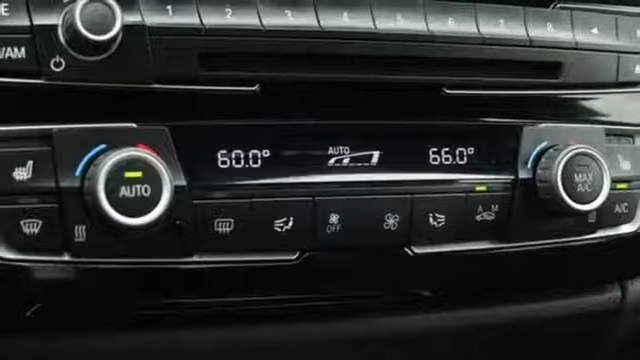 1 2 3 4 5 6 7 8
/AM
60.0° AUTO 66.0°
AUTO
MAX A/C
A M
OFF
A/C